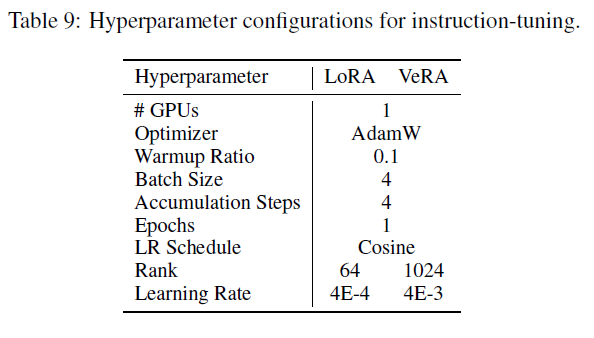 Table 9: Hyperparameter configurations for instruction-tuning.
Hyperparameter LoRA VeRA
# GPUs 1
Optimizer AdamW
Warmup Ratio 0.1
Batch Size 4
Accumulation Steps 4
Epochs 1
LR Schedule Cosine
Rank 64 1024
Learning Rate 4E-4 4E-3